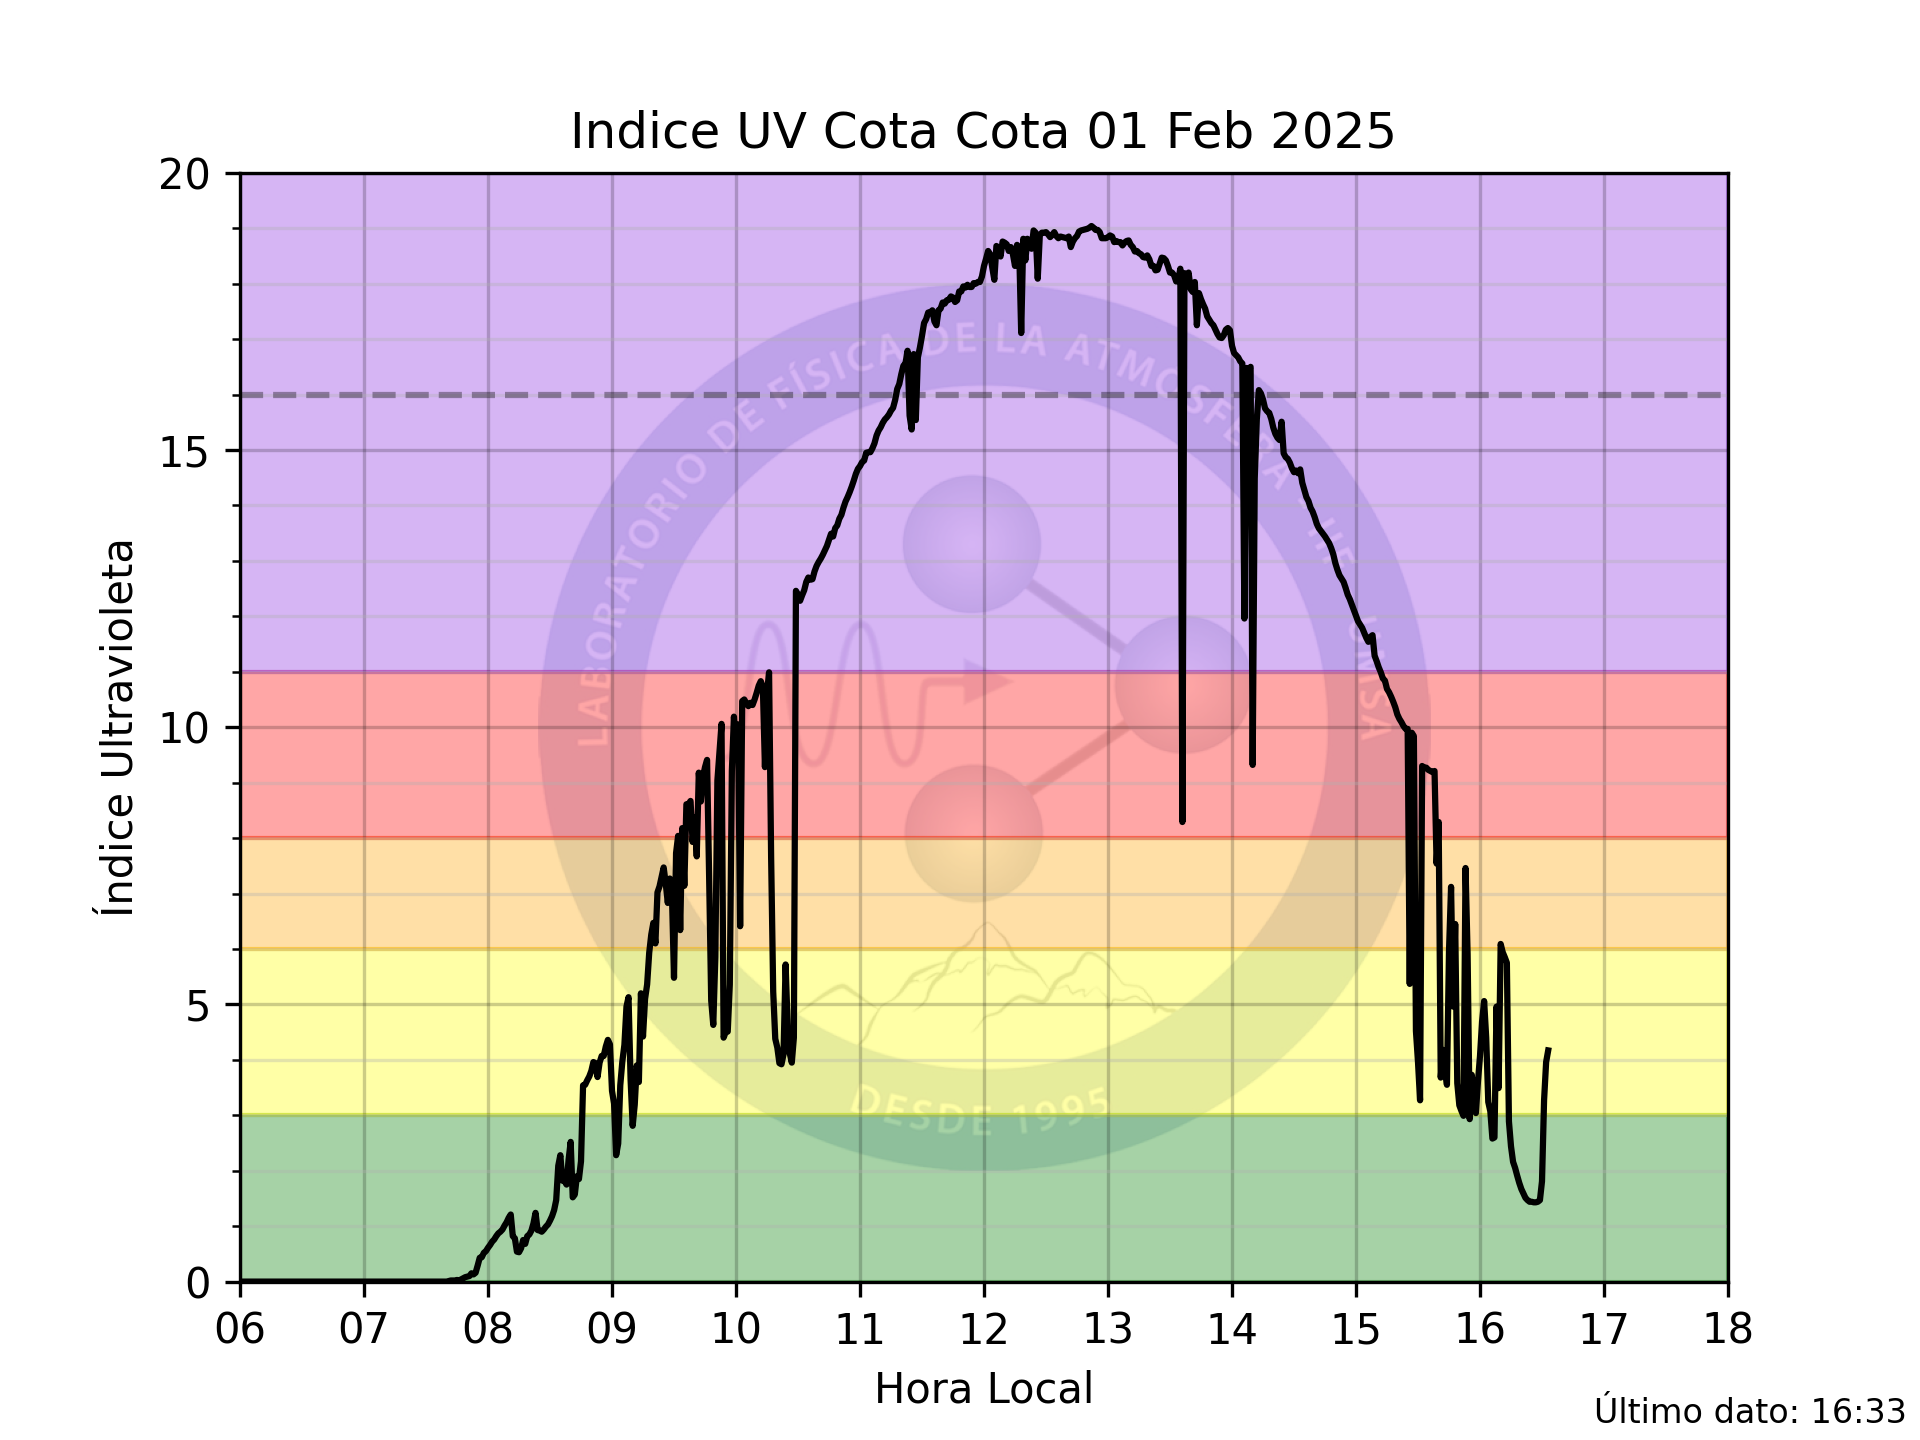 Indice UV Cota Cota 01 Feb 2025
20
15
10
5
0
Índice Ultravioleta
LABORATORIO DE FÍSICA DE LA ATMOSFERA
UMSA
DESDE 1995
06 07 08 09 10 11 12 13 14 15 16 17 18
Hora Local
Último dato: 16:33